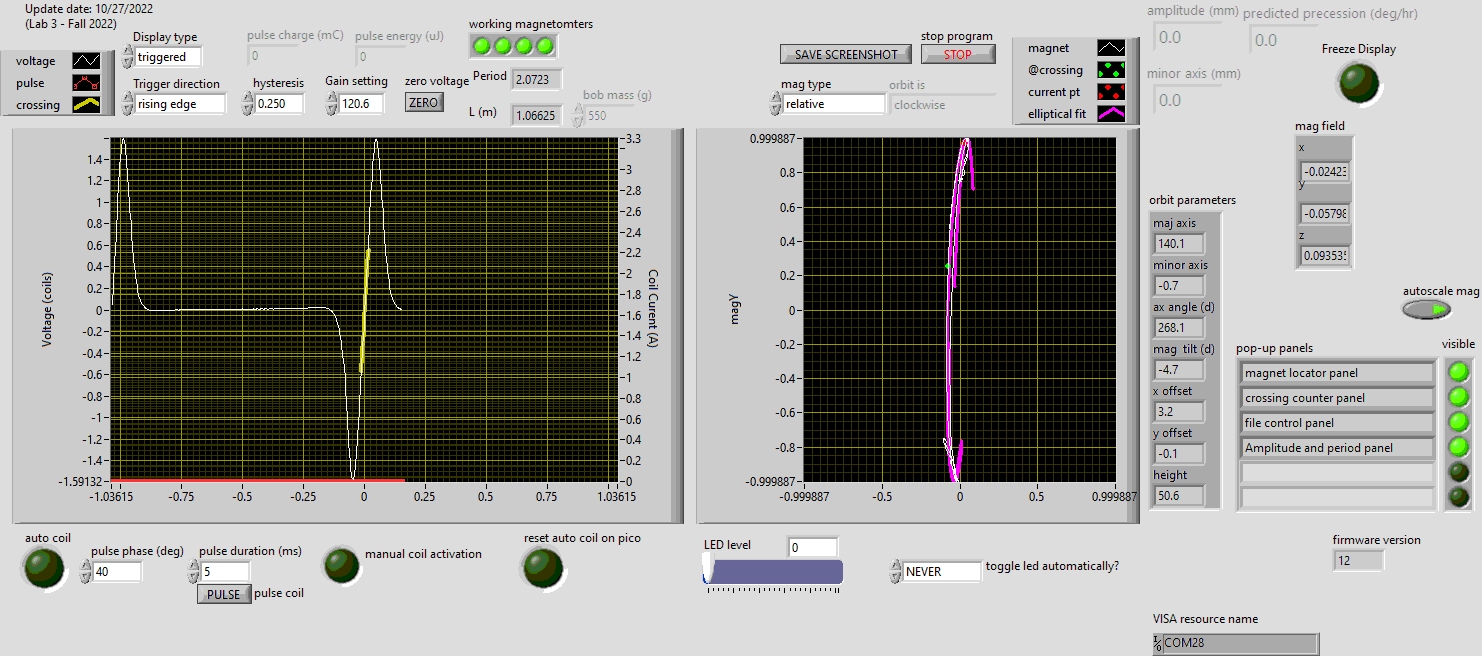 Update date: 10/27/2022
(Lab 3 - Fall 2022)
voltage
pulse
crossing
Display type
triggered
Trigger direction
rising edge
pulse charge (mC)
0
pulse energy (uJ)
0
hysteresis
0.250
Gain setting
120.6
zero voltage
ZERO
working magnetomters
Period
2.0723
L (m)
1.06625
bob mass (g)
550
SAVE SCREENSHOT
stop program
STOP
mag type
relative
orbit is
clockwise
magnet
@crossing
current pt
elliptical fit
amplitude (mm)
0.0
predicted precession (deg/hr)
0.0
minor axis (mm)
0.0
Freeze Display
mag field
x
-0.0242
y
-0.0579
z
0.0935
Voltage (coils)
1.4
1.2
1
0.8
0.6
0.4
0.2
0
-0.2
-0.4
-0.6
-0.8
-1
-1.2
-1.4
-1.59132
-1.03615
-0.75
-0.5
-0.25
0
0.25
0.5
0.75
1.03615
3.3
3
2.8
2.6
2.4
2.2
2
1.8
1.6
1.4
1.2
1
0.8
0.6
0.4
0.2
0
Coil Curent (A)
magY
0.999887
0.8
0.6
0.4
0.2
0
-0.2
-0.4
-0.6
-0.8
-0.999887
-0.999887
-0.5
0
0.5
0.999887
orbit parameters
maj axis
140.1
minor axis
-0.7
ax angle (d)
268.1
mag tilt (d)
-4.7
x offset
3.2
y offset
-0.1
height
50.6
autoscale mag
pop-up panels
visible
magnet locator panel
crossing counter panel
file control panel
Amplitude and period panel
auto coil
pulse phase (deg)
40
pulse duration (ms)
5
PULSE
pulse coil
manual coil activation
reset auto coil on pico
LED level
0
NEVER
toggle led automatically?
firmware version
12
VISA resource name
COM28